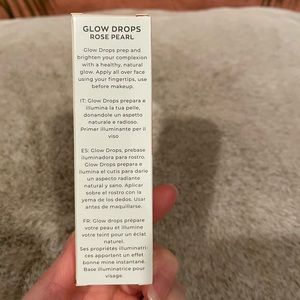 GLOW DROPS
ROSE PEARL
Glow Drops prep and
brighten your complexion
with a healthy, natural
glow. Apply all over face
using your fingertips, use
before makeup.
IT: Glow Drops prepara e
illumina la tua pelle,
donandole un aspetto
naturale e radioso.
Primer illuminante per il
viso
ES: Glow Drops, prebase
iluminadora para rostro.
Glow Drops prepara e
ilumina el cutis para darle
un aspecto radiante
natural y sano. Aplicar
sobre el rostro con la
yema de los dedos. Usar
antes de maquillarse.
FR: Glow drops prépare
votre peau et illumine
votre teint pour un éclat
naturel.
Ses propriétés illuminatri-
ces apportent un effet
bonne mine instantané.
Base illuminatrice pour
visage.